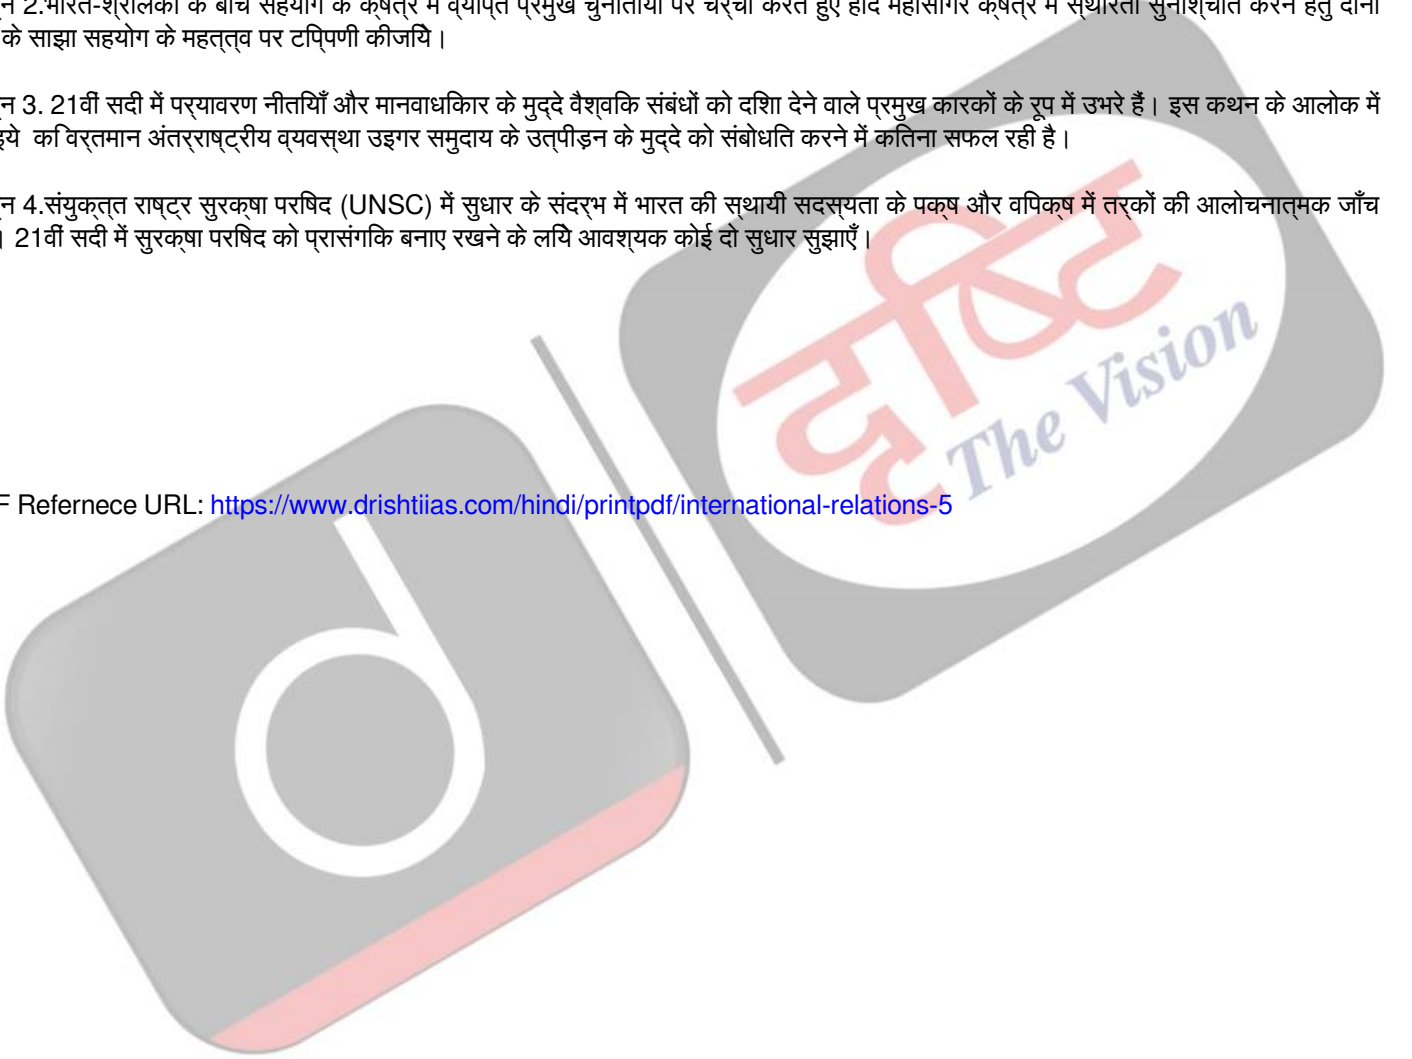 न 2.भारत-श्रीलंका के बीच सहयोग के क्षेत्र में व्याप्त प्रमुख चुनौतियों पर चर्चा करते हुए हिंद महासागर क्षेत्र में स्थिरता सुनिश्चित करने हेतु दोनों
के साझा सहयोग के महत्तत्व पर टिप्पणी कीजिये।
न 3. 21वीं सदी में पर्यावरण नीतियाँ और मानवाधिकार के मुद्दे वैश्विक संबंधों को दिशा देने वाले प्रमुख कारकों के रूप में उभरे हैं। इस कथन के आलोक में
इये कि वर्तमान अंतर्राष्ट्रीय व्यवस्था उइगर समुदाय के उत्पीड़न के मुद्दे को संबोधित करने में कितना सफल रही है।
न 4.संयुक्तत राष्ट्र सुरक्षा परिषद (UNSC) में सुधार के संदर्भ में भारत की स्थायी सदस्यता के पक्ष और विपक्ष में तर्कों की आलोचनात्मक जाँच
। 21वीं सदी में सुरक्षा परिषद को प्रासंगिक बनाए रखने के लिये आवश्यक कोई दो सुधार सुझाएँ।
दृष्टि
The Vision
F Refernece URL: https://www.drishtiias.com/hindi/printpdf/international-relations-5